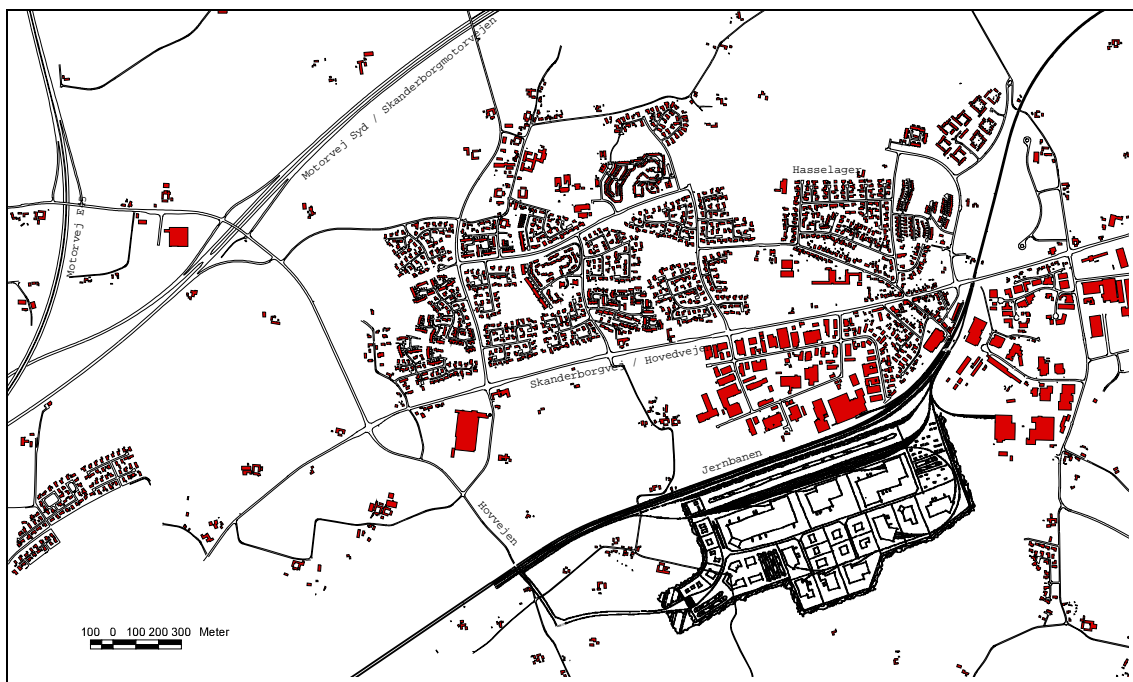 Motorvej Syd / Skanderborgmotorvejen
Hasselager
Motorvej E
Skanderborgvej / Hovedvejen
Jernbanen
Hovvejen
100 0 100 200 300 Meter